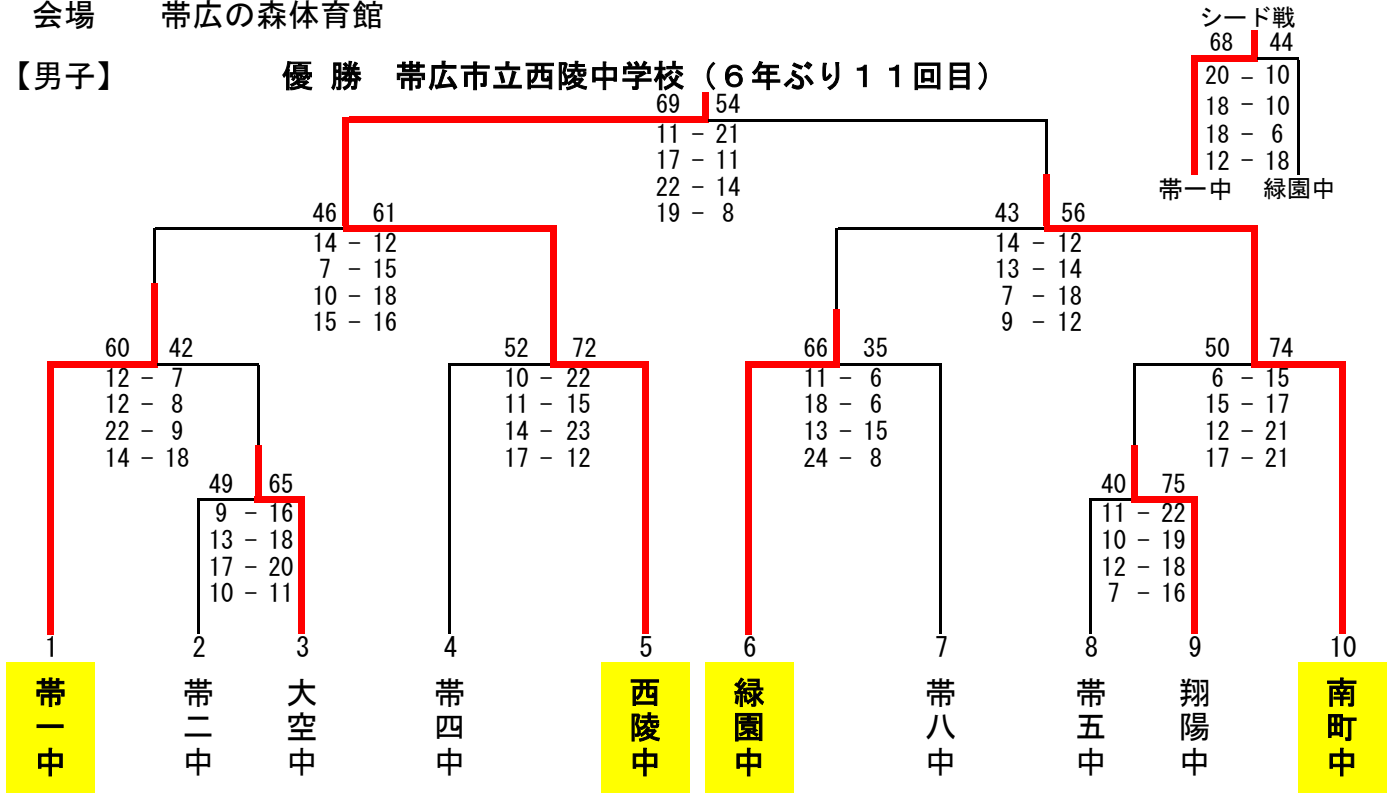 会場　帯広の森体育館
シード戦
68 44
20 - 10
18 - 10
18 - 6
12 - 18
帯一中 緑園中
【男子】 優 勝　帯広市立西陵中学校（６年ぶり１１回目）
69 54
11 - 21
17 - 11
22 - 14
19 - 8
46 61
14 - 12
7 - 15
10 - 18
15 - 16
43 56
14 - 12
13 - 14
7 - 18
9 - 12
60 42
12 - 7
12 - 8
22 - 9
14 - 18
52 72
10 - 22
11 - 15
14 - 23
17 - 12
66 35
11 - 6
18 - 6
13 - 15
24 - 8
50 74
6 - 15
15 - 17
12 - 21
17 - 21
49 65
9 - 16
13 - 18
17 - 20
10 - 11
40 75
11 - 22
10 - 19
12 - 18
7 - 16
1 2 3 4 5 6 7 8 9 10
帯一中
帯二中
大空中
帯四中
西陵中
緑園中
帯八中
帯五中
翔陽中
南町中